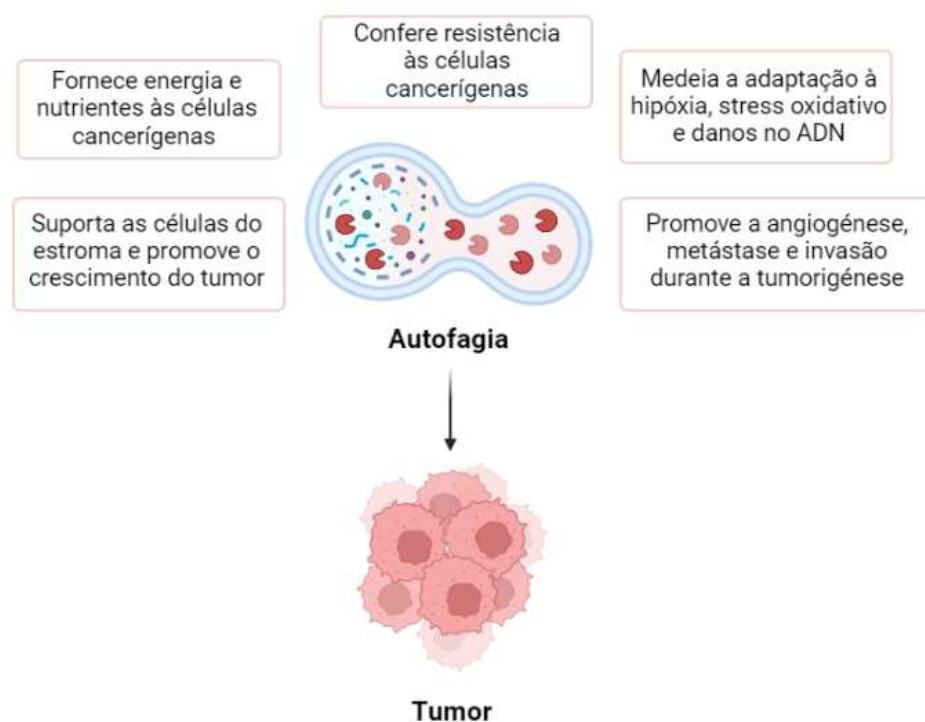 Confere resistência
às células
cancerígenas
Fornece energia e
nutrientes às células
cancerígenas
Medeia a adaptação à
hipóxia, stress oxidativo
e danos no ADN
Suporta as células do
estroma e promove o
crescimento do tumor
Promove a angiogénese,
metástase e invasão
durante a tumorigénese
Autofagia
Tumor